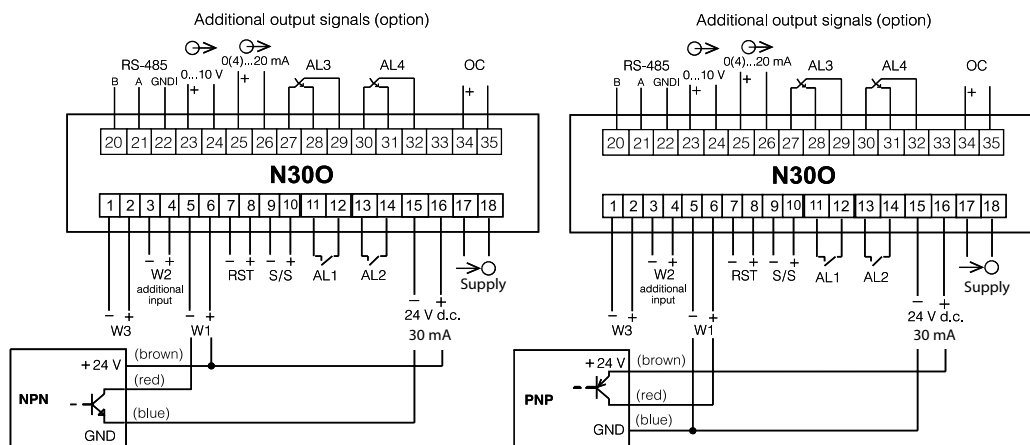 Additional output signals (option)
RS-485 0...10 V 0(4)...20 mA AL3 AL4 OC
B A GNDI + + +
20 21 22 23 24 25 26 27 28 29 30 31 32 33 34 35
N30O
1 2 3 4 5 6 7 8 9 10 11 12 13 14 15 16 17 18
− + − + − + − + − + − +
W3 W2 additional input W1 RST S/S AL1 AL2 24 V d.c. 30 mA Supply
NPN
+ 24 V (brown)
(red)
(blue)
GND
Additional output signals (option)
RS-485 0...10 V 0(4)...20 mA AL3 AL4 OC
B A GNDI + + +
20 21 22 23 24 25 26 27 28 29 30 31 32 33 34 35
N30O
1 2 3 4 5 6 7 8 9 10 11 12 13 14 15 16 17 18
− + − + − + − + − + − +
W3 W2 additional input W1 RST S/S AL1 AL2 24 V d.c. 30 mA Supply
PNP
+ 24 V (brown)
(red)
(blue)
GND